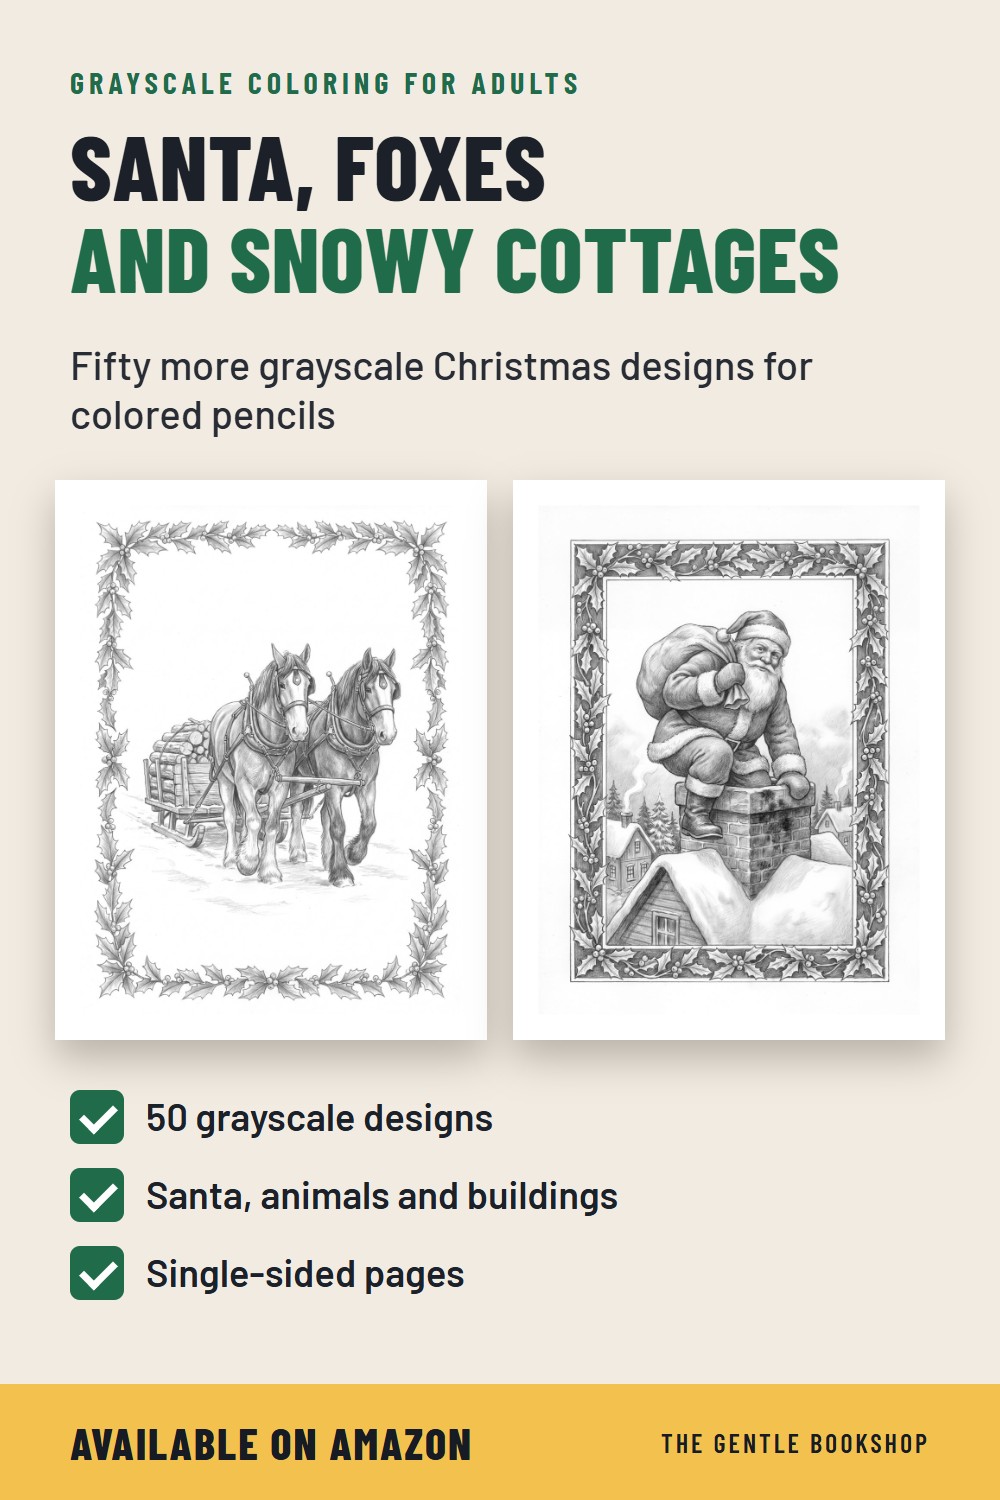 GRAYSCALE COLORING FOR ADULTS
SANTA, FOXES
AND SNOWY COTTAGES
Fifty more grayscale Christmas designs for
colored pencils
50 grayscale designs
Santa, animals and buildings
Single-sided pages
AVAILABLE ON AMAZON
THE GENTLE BOOKSHOP